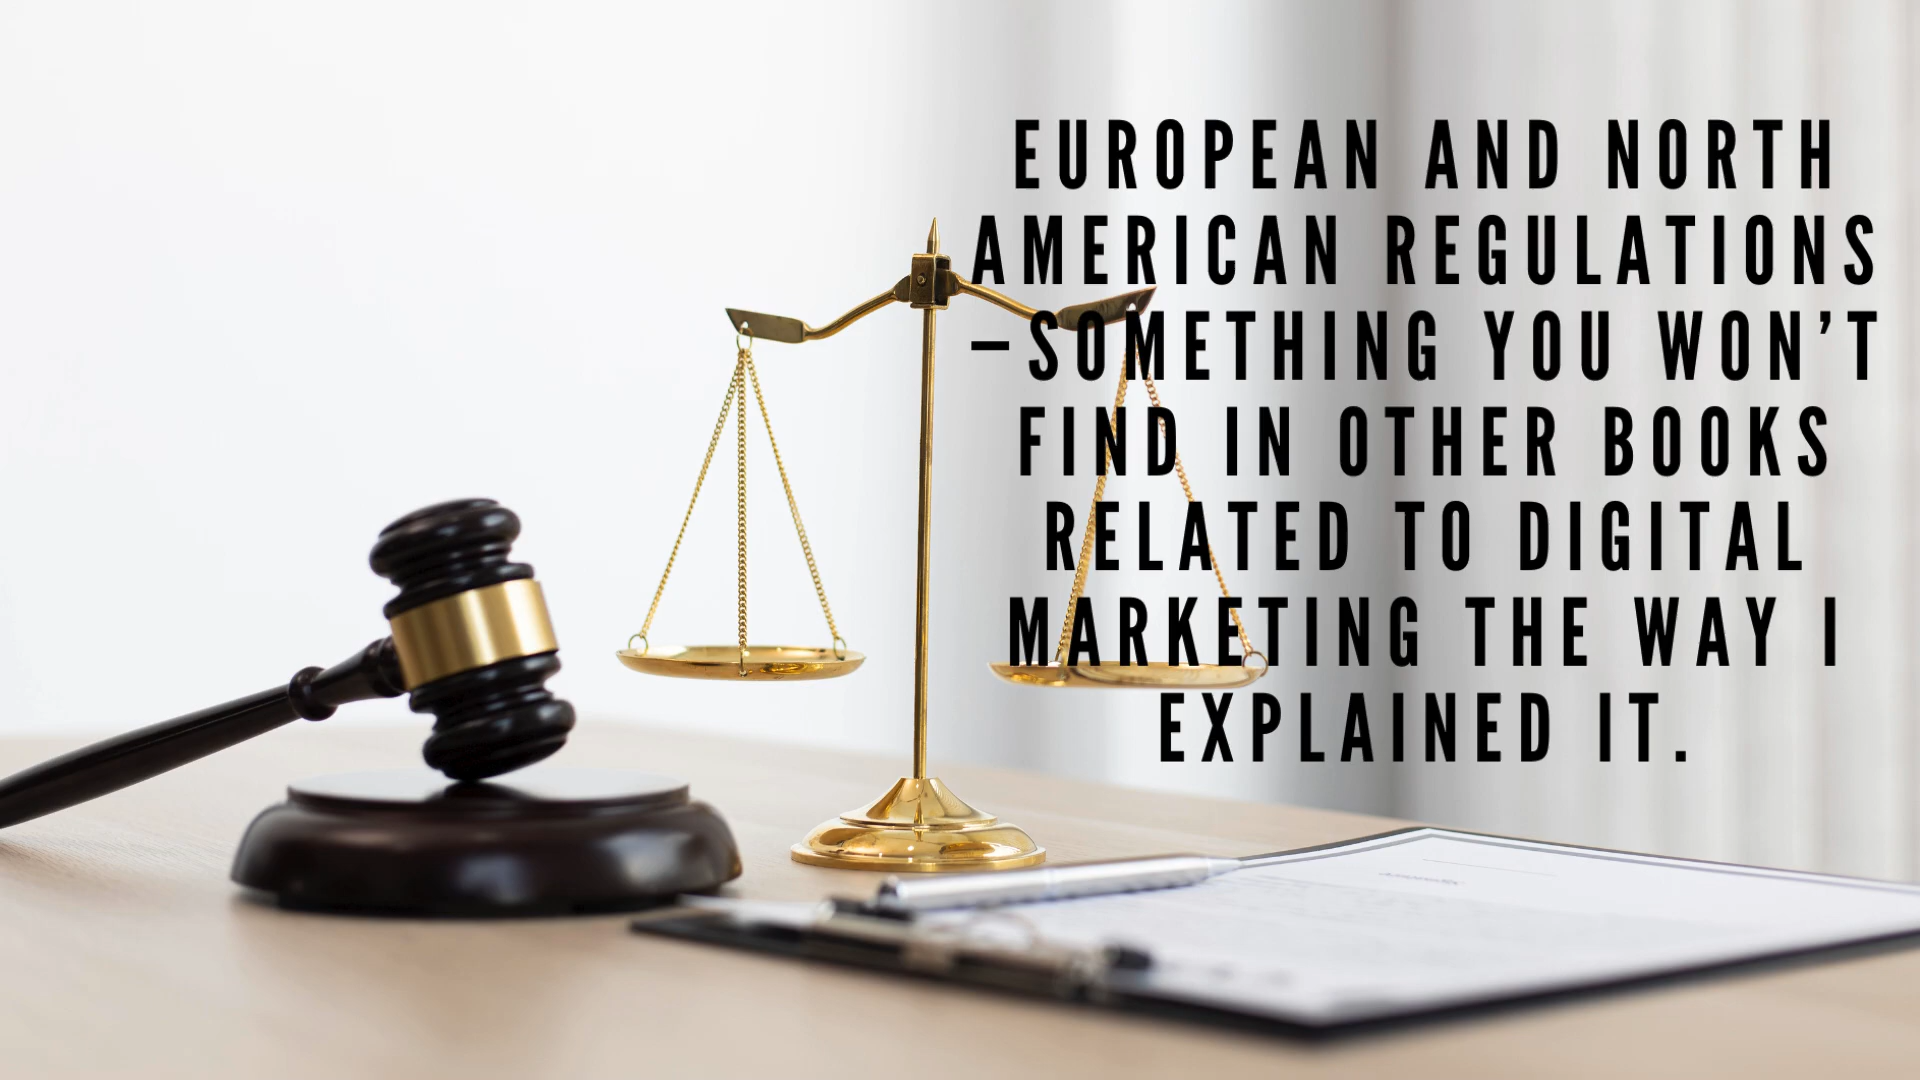 EUROPEAN AND NORTH
AMERICAN REGULATIONS
—SOMETHING YOU WON’T
FIND IN OTHER BOOKS
RELATED TO DIGITAL
MARKETING THE WAY I
EXPLAINED IT.